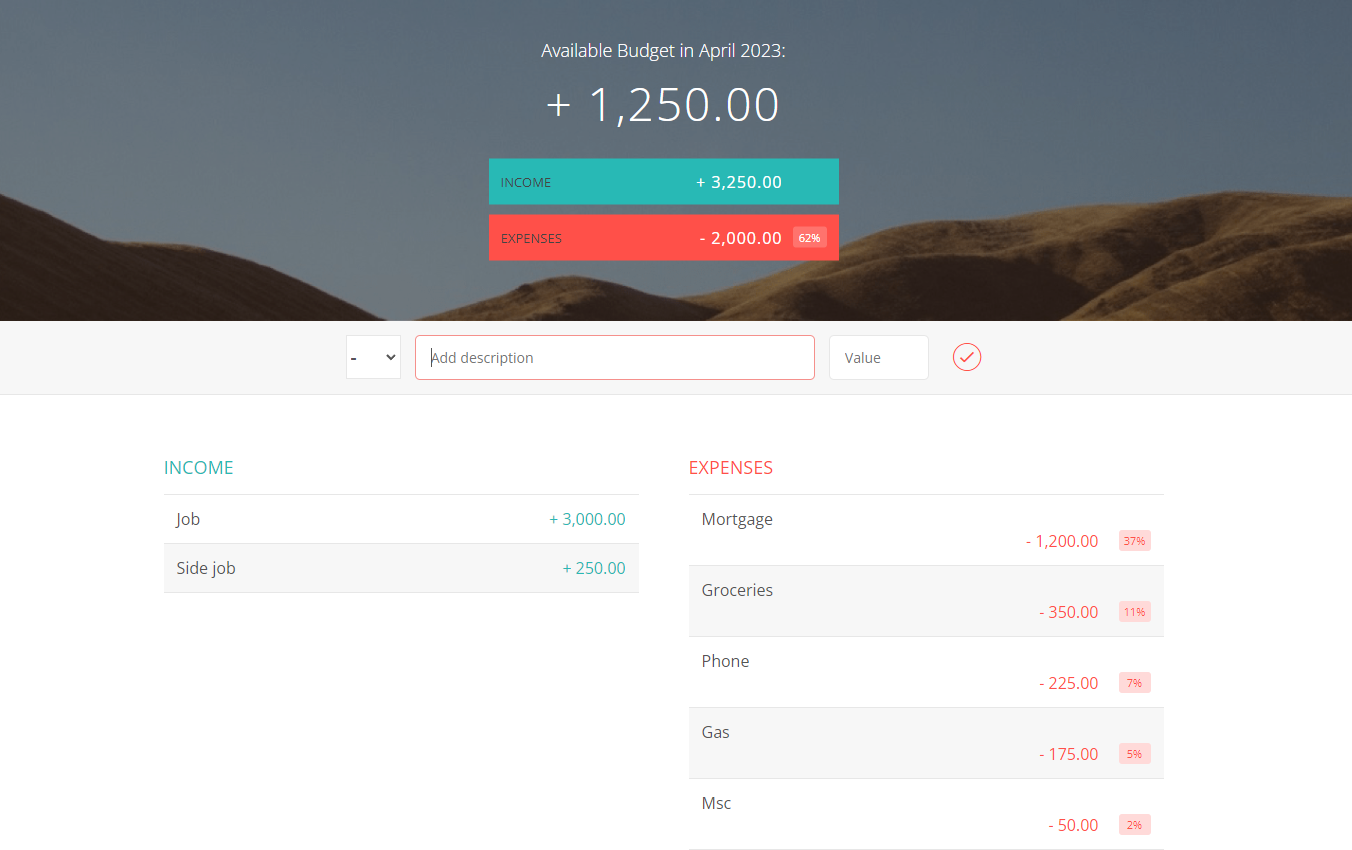 Available Budget in April 2023:
+ 1,250.00
INCOME + 3,250.00
EXPENSES - 2,000.00 62%
- Add description Value
INCOME
Job + 3,000.00
Side job + 250.00
EXPENSES
Mortgage
- 1,200.00 37%
Groceries
- 350.00 11%
Phone
- 225.00 7%
Gas
- 175.00 5%
Msc
- 50.00 2%